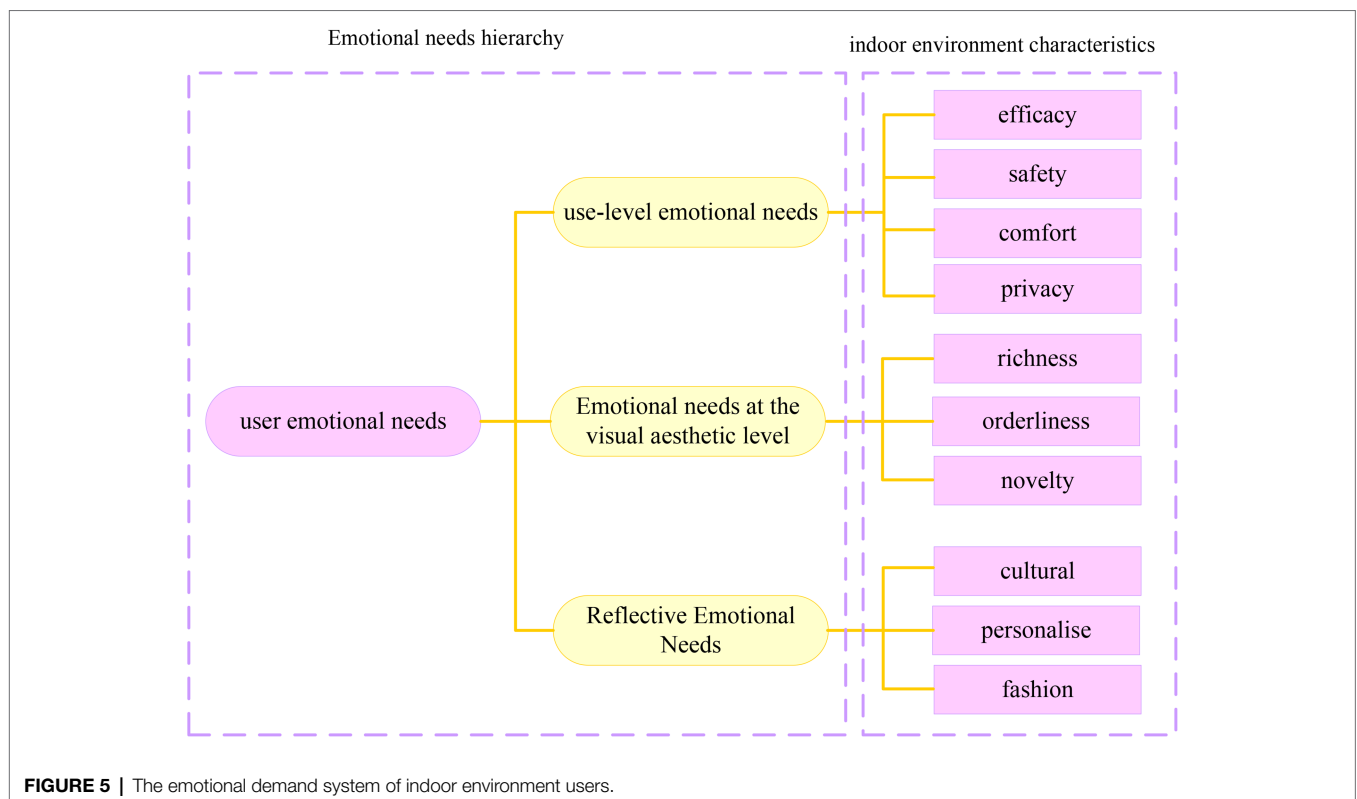 Emotional needs hierarchy
indoor environment characteristics
efficacy
safety
use-level emotional needs
comfort
privacy
richness
user emotional needs
Emotional needs at the
visual aesthetic level
orderliness
novelty
cultural
Reflective Emotional
Needs
personalise
fashion
FIGURE 5 | The emotional demand system of indoor environment users.